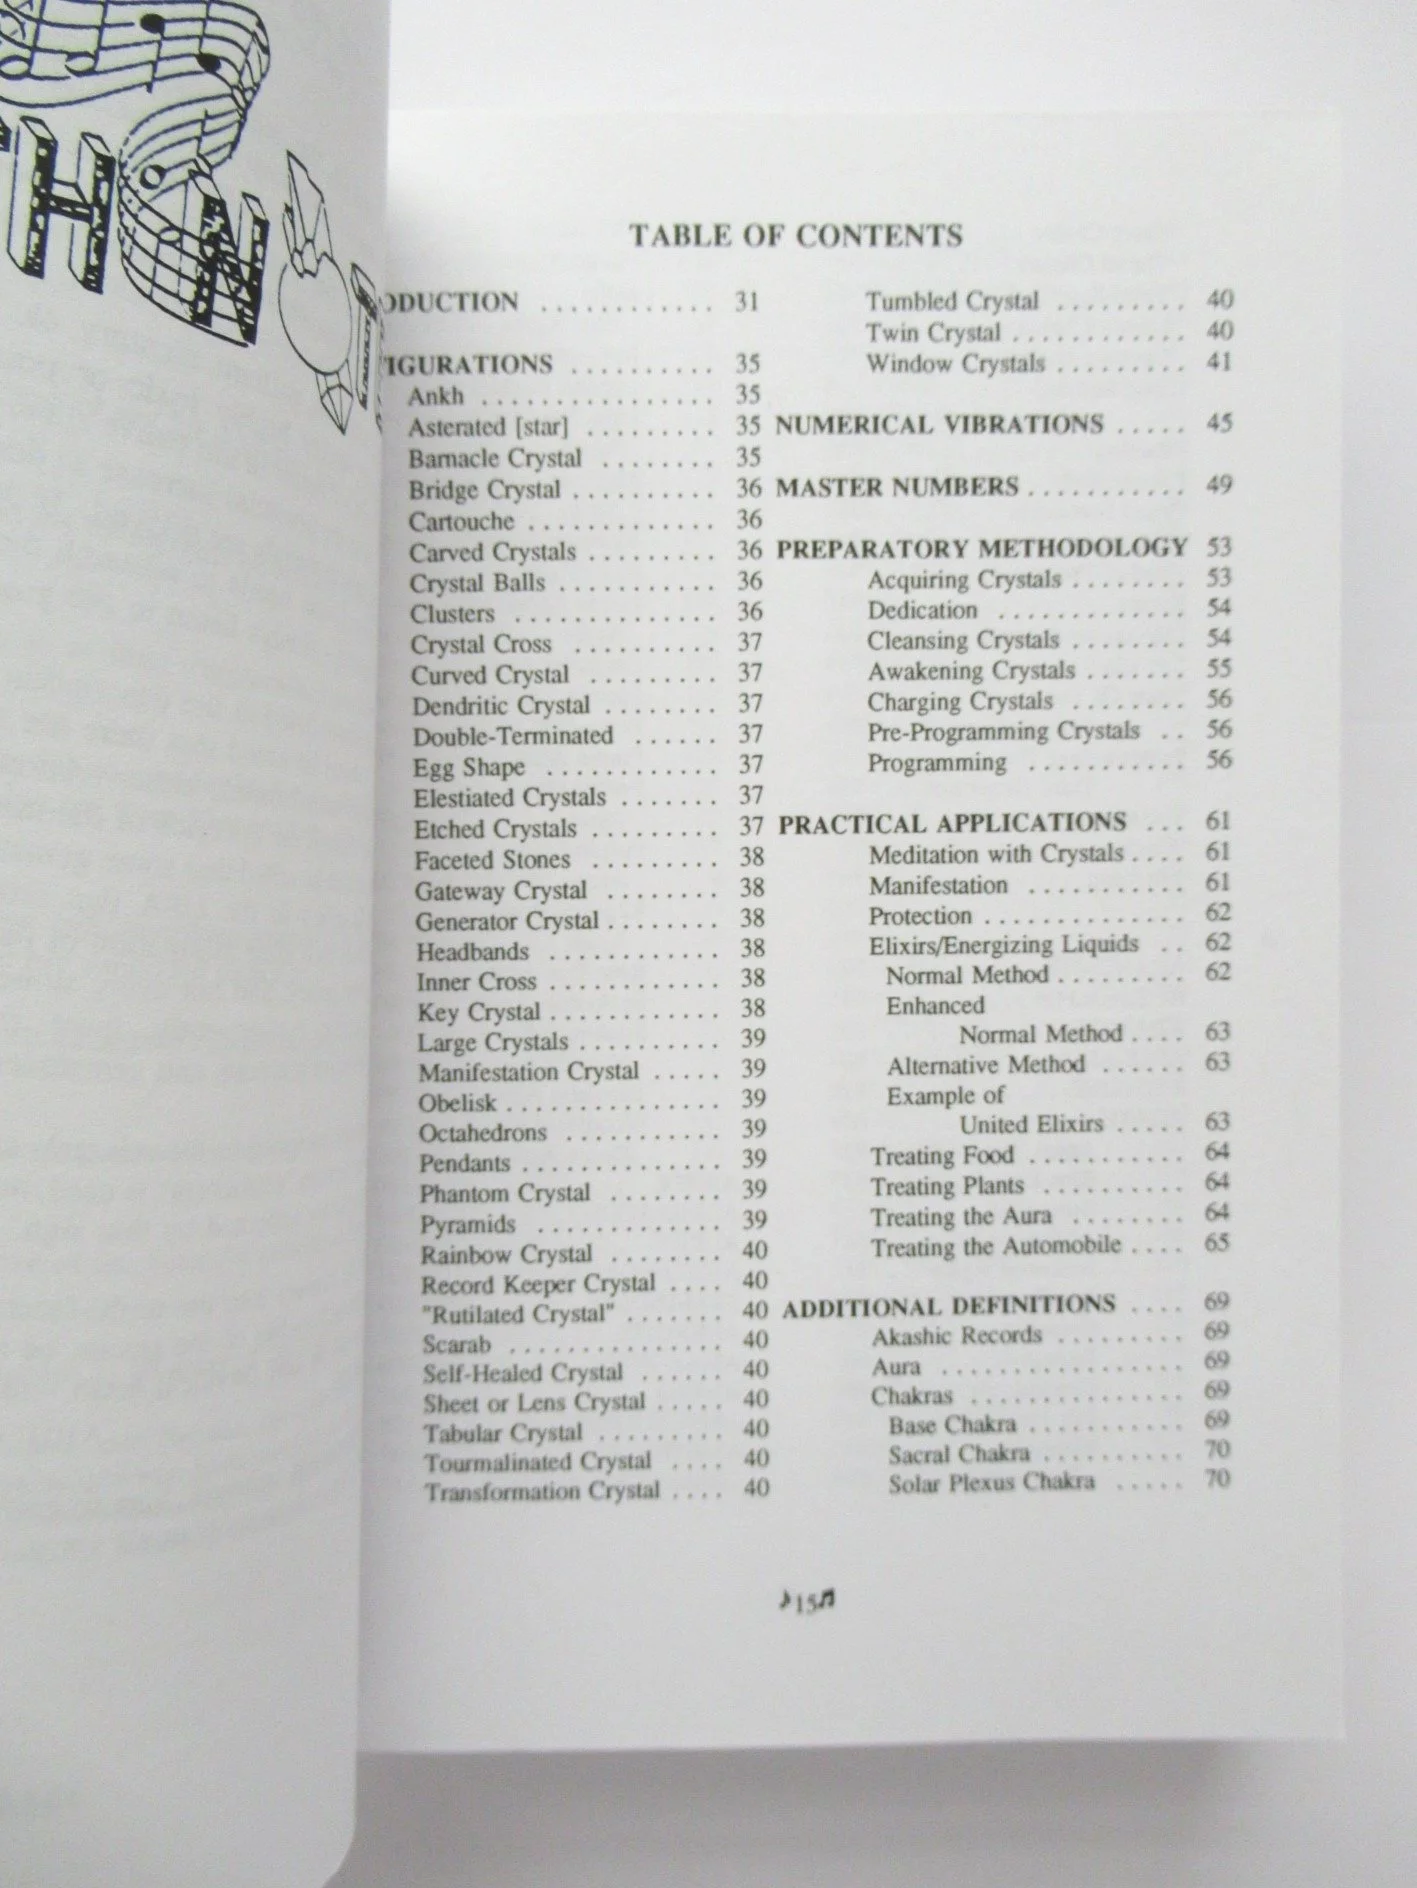 THON
TABLE OF CONTENTS
ODUCTION ............ 31
IGURATIONS .......... 35
Ankh ................ 35
Asterated [star] ......... 35
Barnacle Crystal ........ 35
Bridge Crystal .......... 36
Cartouche ............. 36
Carved Crystals ......... 36
Crystal Balls ........... 36
Clusters .............. 36
Crystal Cross .......... 37
Curved Crystal ......... 37
Dendritic Crystal ........ 37
Double-Terminated ...... 37
Egg Shape ............ 37
Elestiated Crystals ....... 37
Etched Crystals ......... 37
Faceted Stones ......... 38
Gateway Crystal ........ 38
Generator Crystal ........ 38
Headbands ............ 38
Inner Cross ............ 38
Key Crystal ............ 38
Large Crystals .......... 39
Manifestation Crystal ..... 39
Obelisk ............... 39
Octahedrons ........... 39
Pendants .............. 39
Phantom Crystal ........ 39
Pyramids ............. 39
Rainbow Crystal ........ 40
Record Keeper Crystal .... 40
"Rutilated Crystal" ....... 40
Scarab ............... 40
Self-Healed Crystal ...... 40
Sheet or Lens Crystal ..... 40
Tabular Crystal ......... 40
Tourmalinated Crystal .... 40
Transformation Crystal .... 40
Tumbled Crystal ......... 40
Twin Crystal ............ 40
Window Crystals ......... 41
NUMERICAL VIBRATIONS ..... 45
MASTER NUMBERS ........... 49
PREPARATORY METHODOLOGY 53
Acquiring Crystals ........ 53
Dedication ............. 54
Cleansing Crystals ........ 54
Awakening Crystals ....... 55
Charging Crystals ........ 56
Pre-Programming Crystals .. 56
Programming ........... 56
PRACTICAL APPLICATIONS ... 61
Meditation with Crystals .... 61
Manifestation ........... 61
Protection .............. 62
Elixirs/Energizing Liquids .. 62
Normal Method ......... 62
Enhanced
Normal Method .... 63
Alternative Method ...... 63
Example of
United Elixirs ..... 63
Treating Food ........... 64
Treating Plants .......... 64
Treating the Aura ........ 64
Treating the Automobile .... 65
ADDITIONAL DEFINITIONS .... 69
Akashic Records ......... 69
Aura ................ 69
Chakras .............. 69
Base Chakra ........... 69
Sacral Chakra .......... 70
Solar Plexus Chakra ..... 70
♪15♫